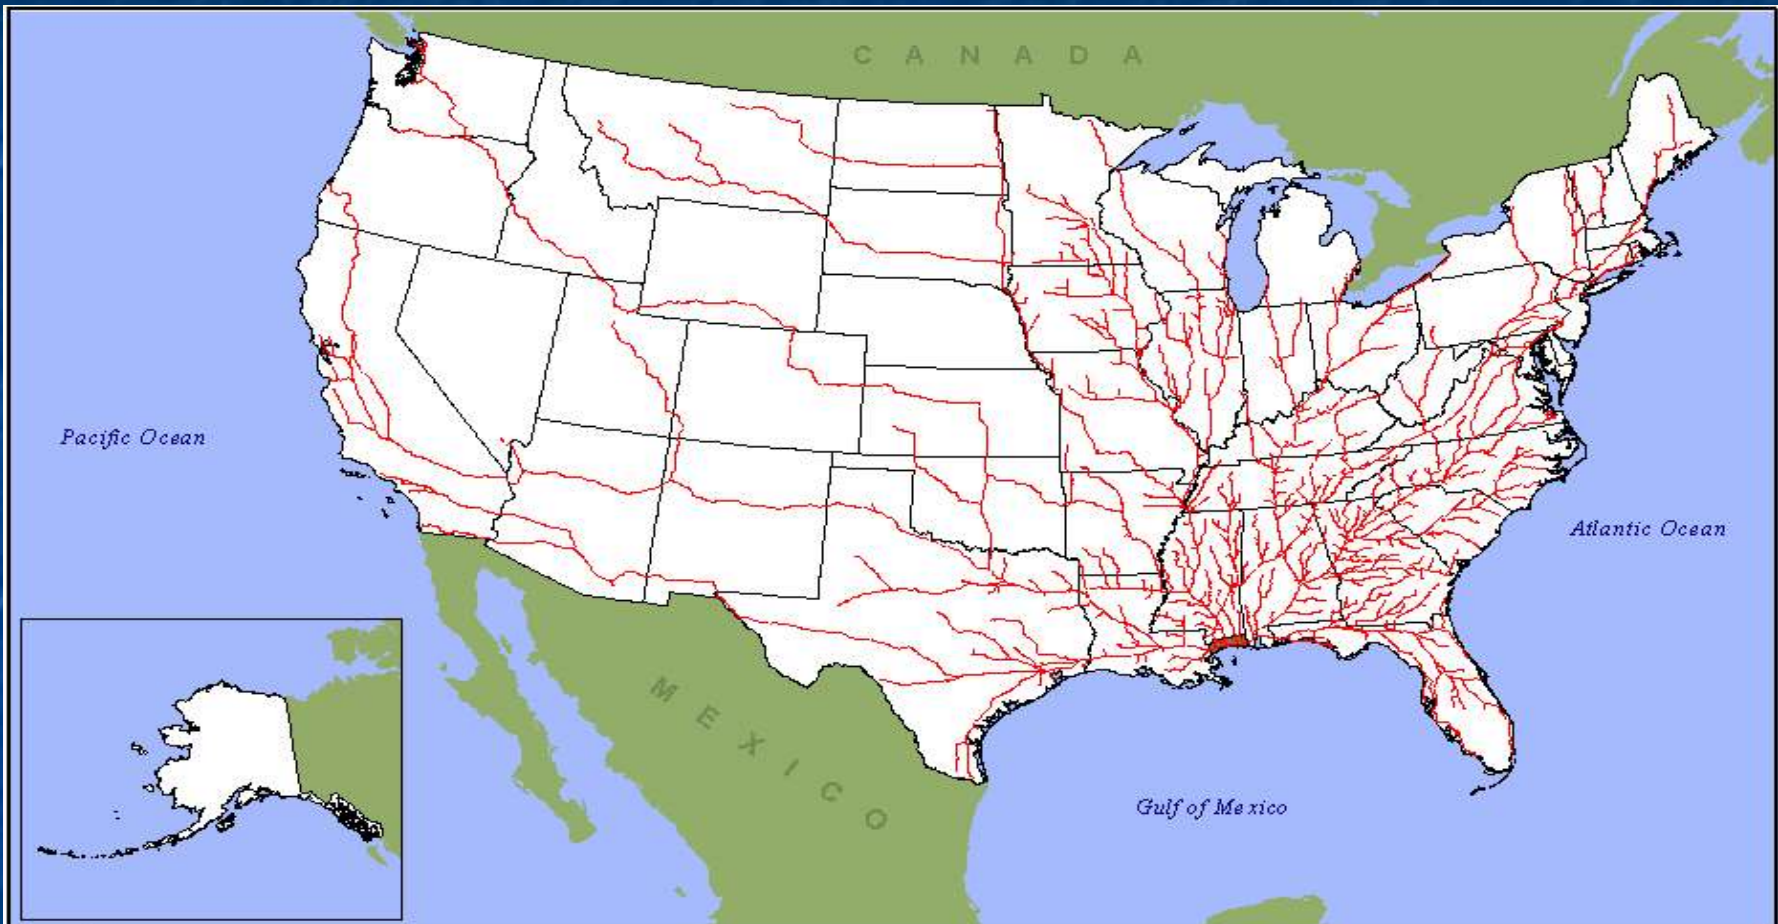 C A N A D A
Pacific Ocean
Atlantic Ocean
M E X I C O
Gulf of Mexico